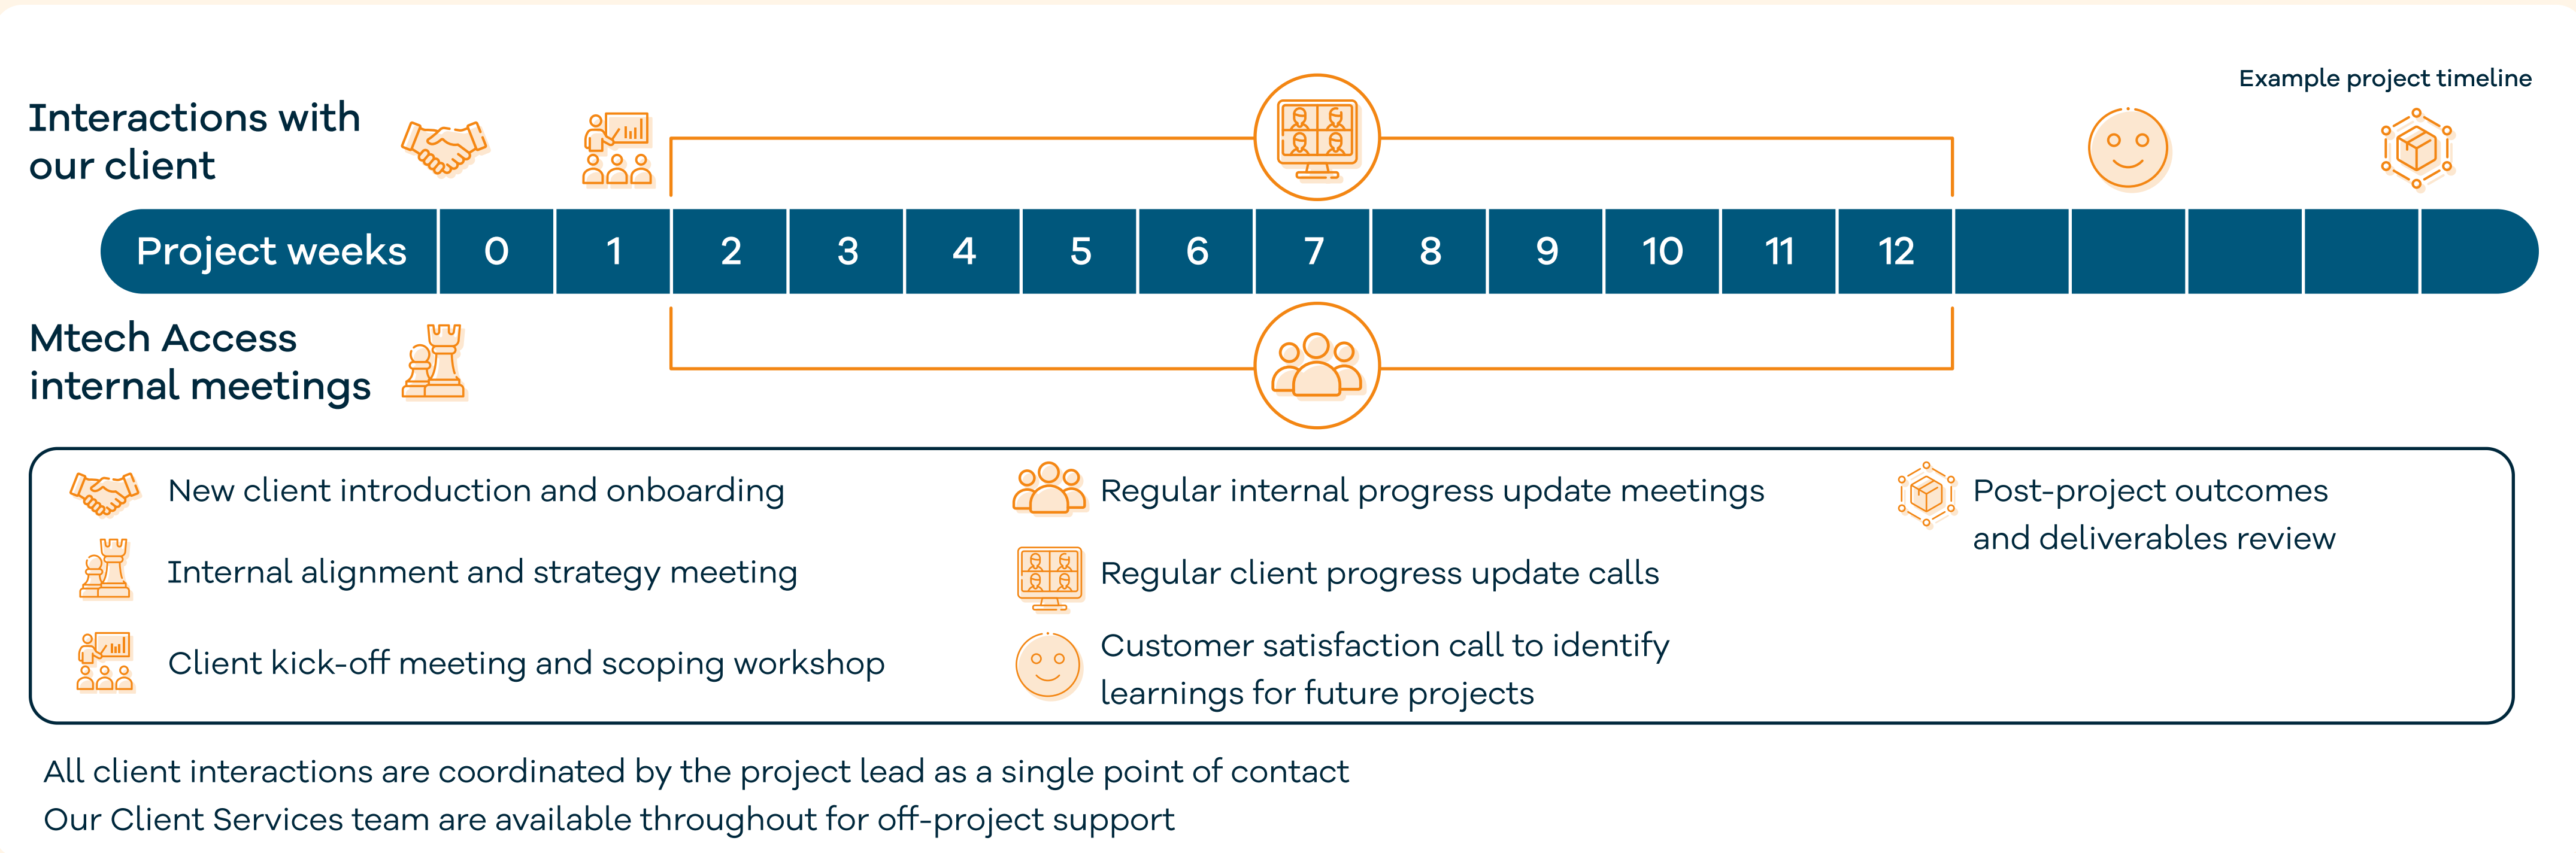 Example project timeline
Interactions with
our client
Project weeks 0 1 2 3 4 5 6 7 8 9 10 11 12
Mtech Access
internal meetings
New client introduction and onboarding
Internal alignment and strategy meeting
Client kick-off meeting and scoping workshop
Regular internal progress update meetings
Regular client progress update calls
Customer satisfaction call to identify
learnings for future projects
Post-project outcomes
and deliverables review
All client interactions are coordinated by the project lead as a single point of contact
Our Client Services team are available throughout for off-project support